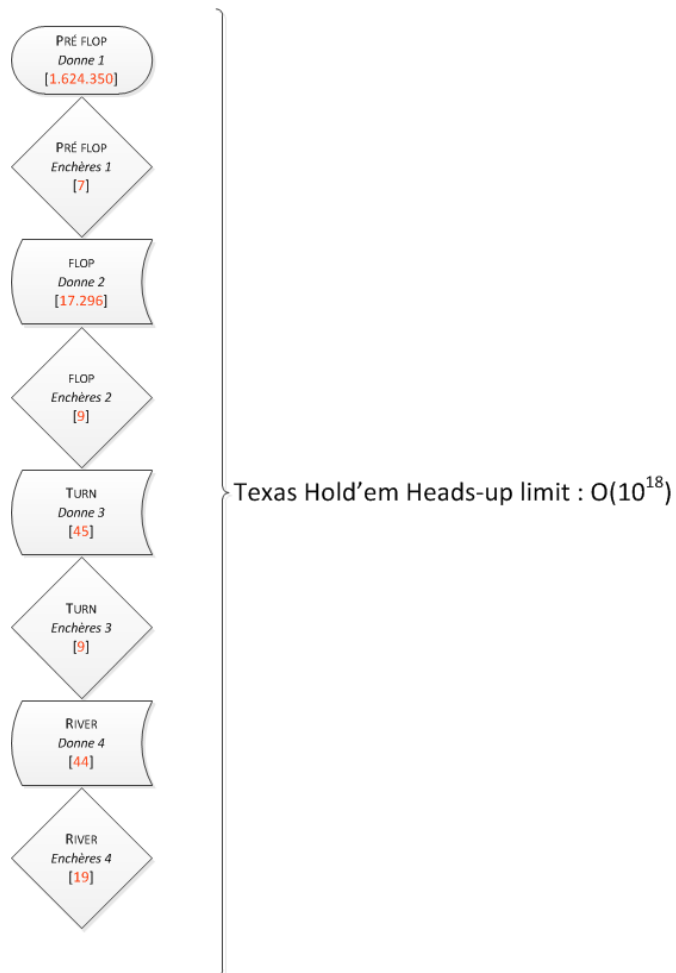 PRÉ FLOP
Donne 1
[1.624.350]
PRÉ FLOP
Enchères 1
[7]
FLOP
Donne 2
[17.296]
FLOP
Enchères 2
[9]
TURN
Donne 3
[45]
TURN
Enchères 3
[9]
RIVER
Donne 4
[44]
RIVER
Enchères 4
[19]
Texas Hold’em Heads-up limit : O(10¹⁸)